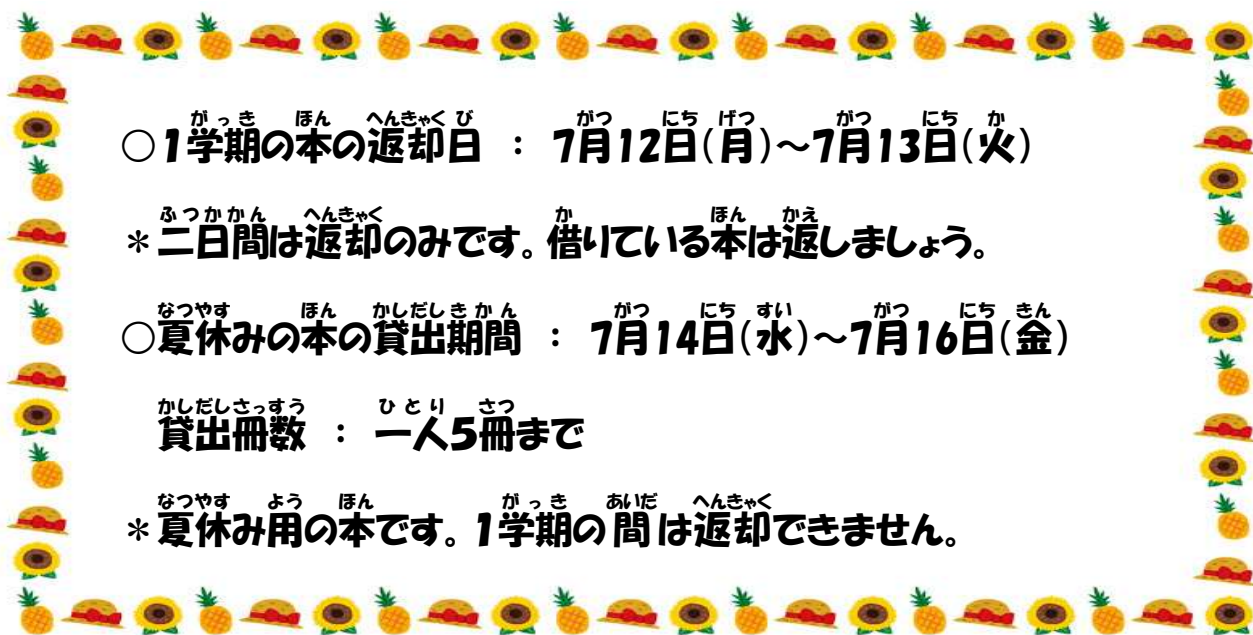 ○1学期の本の返却日 : 7月12日(月)~7月13日(火)
*二日間は返却のみです。借りている本は返しましょう。
○夏休みの本の貸出期間 : 7月14日(水)~7月16日(金)
貸出冊数 : 一人5冊まで
*夏休み用の本です。1学期の間は返却できません。